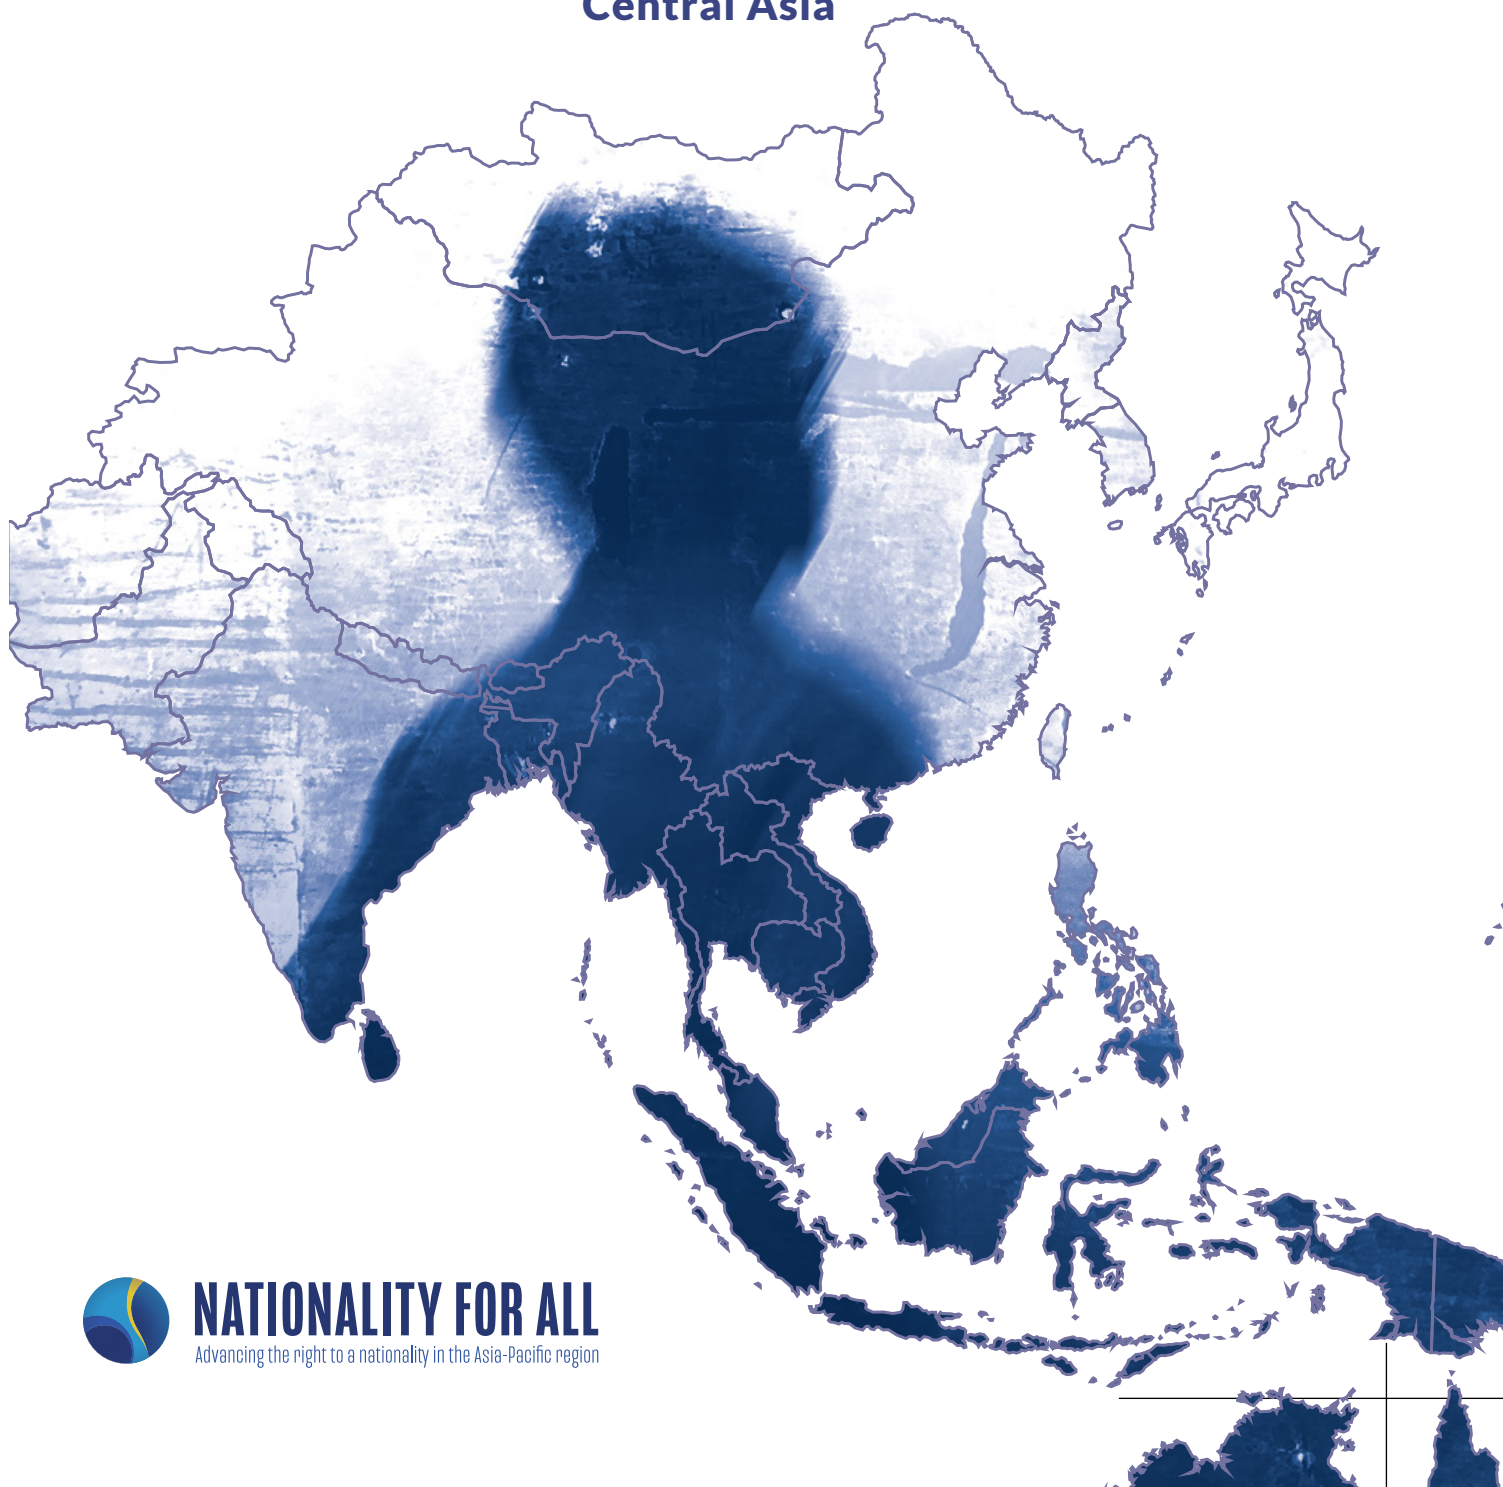 Central Asia
NATIONALITY FOR ALL
Advancing the right to a nationality in the Asia-Pacific region